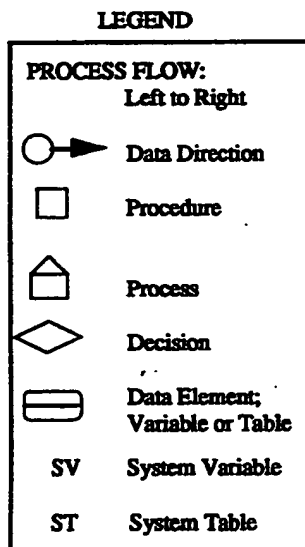 LEGEND
PROCESS FLOW:
Left to Right
Data Direction
Procedure
Process
Decision
Data Element;
Variable or Table
SV System Variable
ST System Table